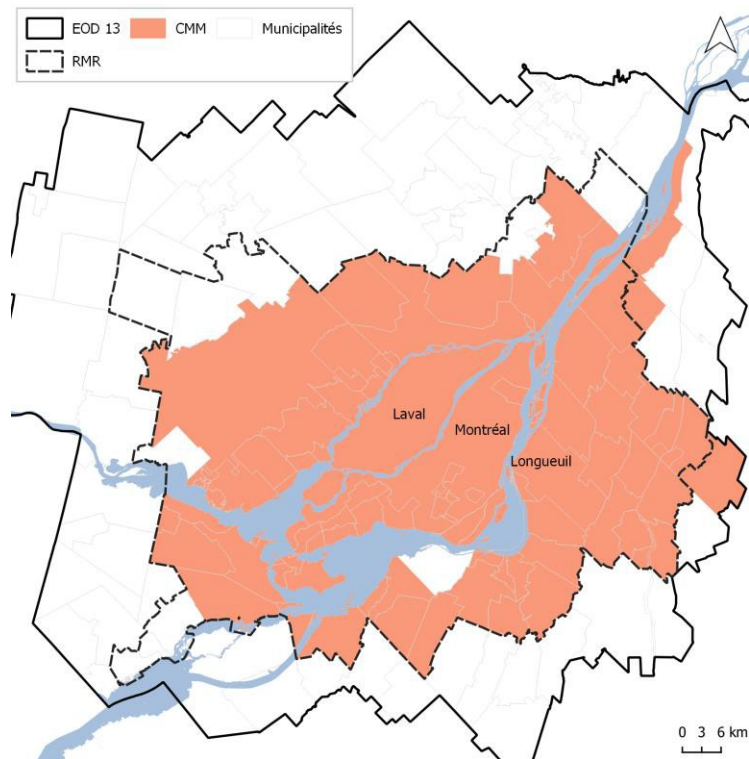 EOD 13 CMM Municipalités
RMR
Laval
Montréal
Longueuil
0 3 6 km